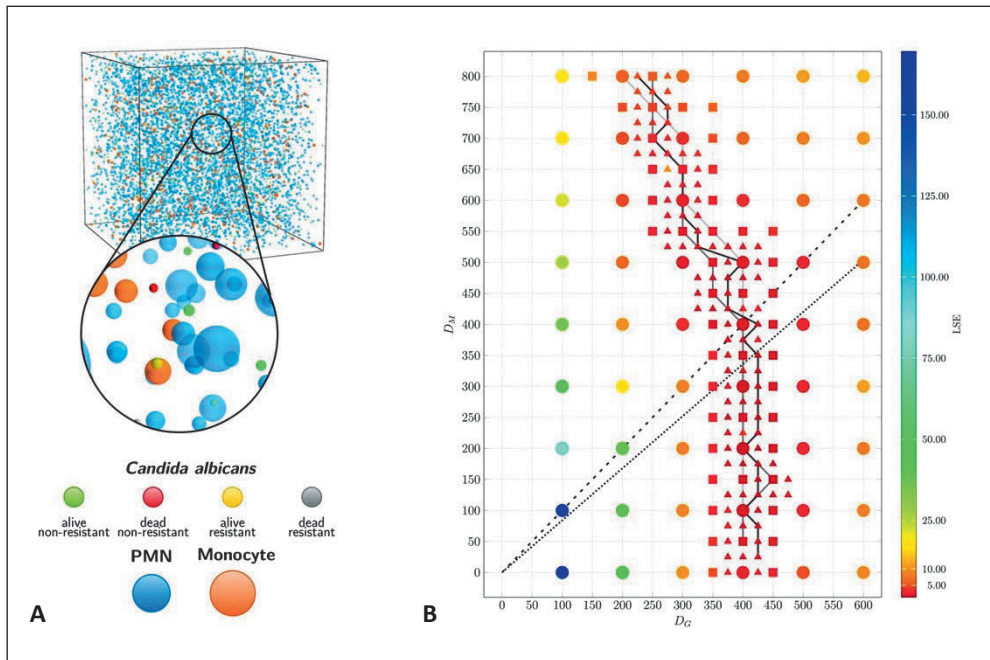 Candida albicans
alive
non-resistant
dead
non-resistant
alive
resistant
dead
resistant
PMN
Monocyte
A
800
750
700
650
600
550
500
450
400
350
300
250
200
150
100
50
0
D_M
0
50
100
150
200
250
300
350
400
450
500
550
600
D_G
150.00
125.00
100.00
75.00
50.00
25.00
10.00
5.00
LSE
B